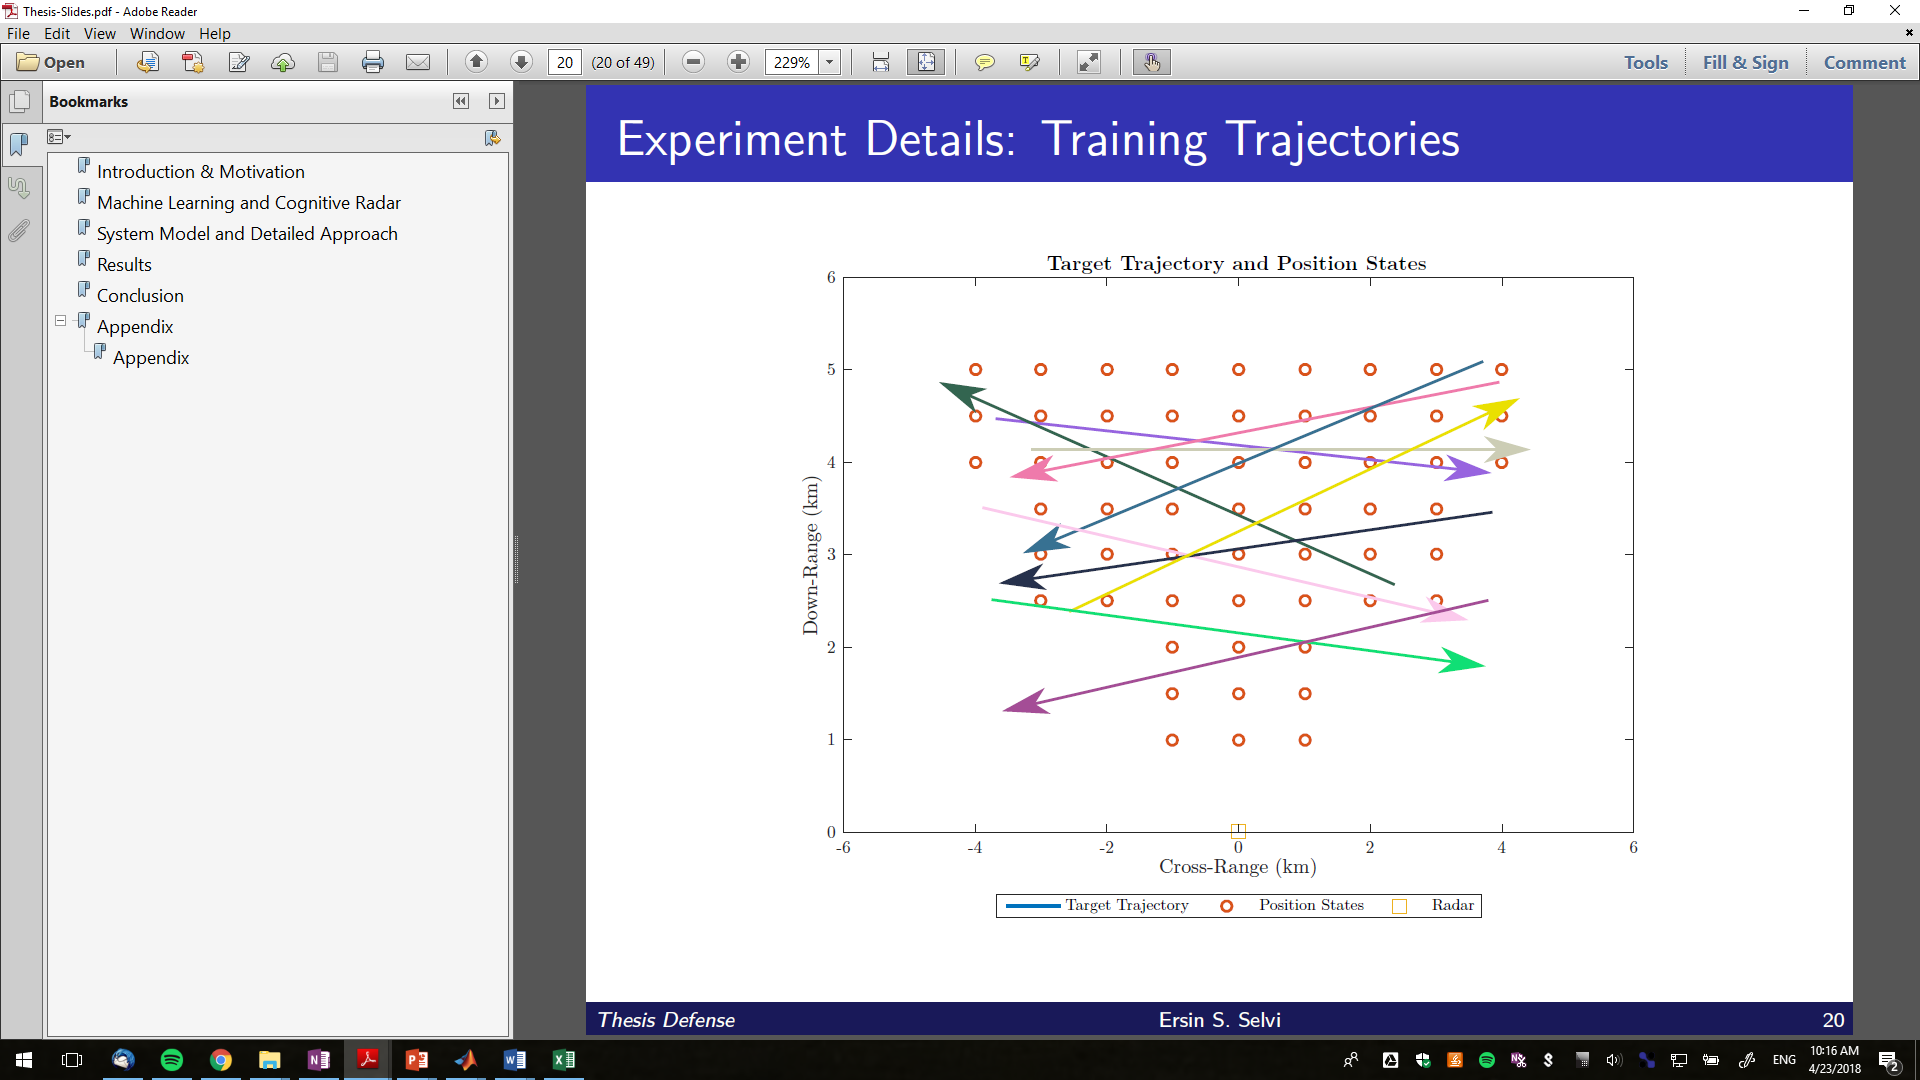 Thesis-Slides.pdf - Adobe Reader
File Edit View Window Help
Open 20 (20 of 49) 229% Tools Fill & Sign Comment
Bookmarks
Introduction & Motivation
Machine Learning and Cognitive Radar
System Model and Detailed Approach
Results
Conclusion
Appendix
Appendix
Experiment Details: Training Trajectories
Target Trajectory and Position States
6
5
4
3
2
1
0
Down-Range (km)
-6 -4 -2 0 2 4 6
Cross-Range (km)
Target Trajectory Position States Radar
Thesis Defense Ersin S. Selvi 20
ENG 10:16 AM
4/23/2018 2